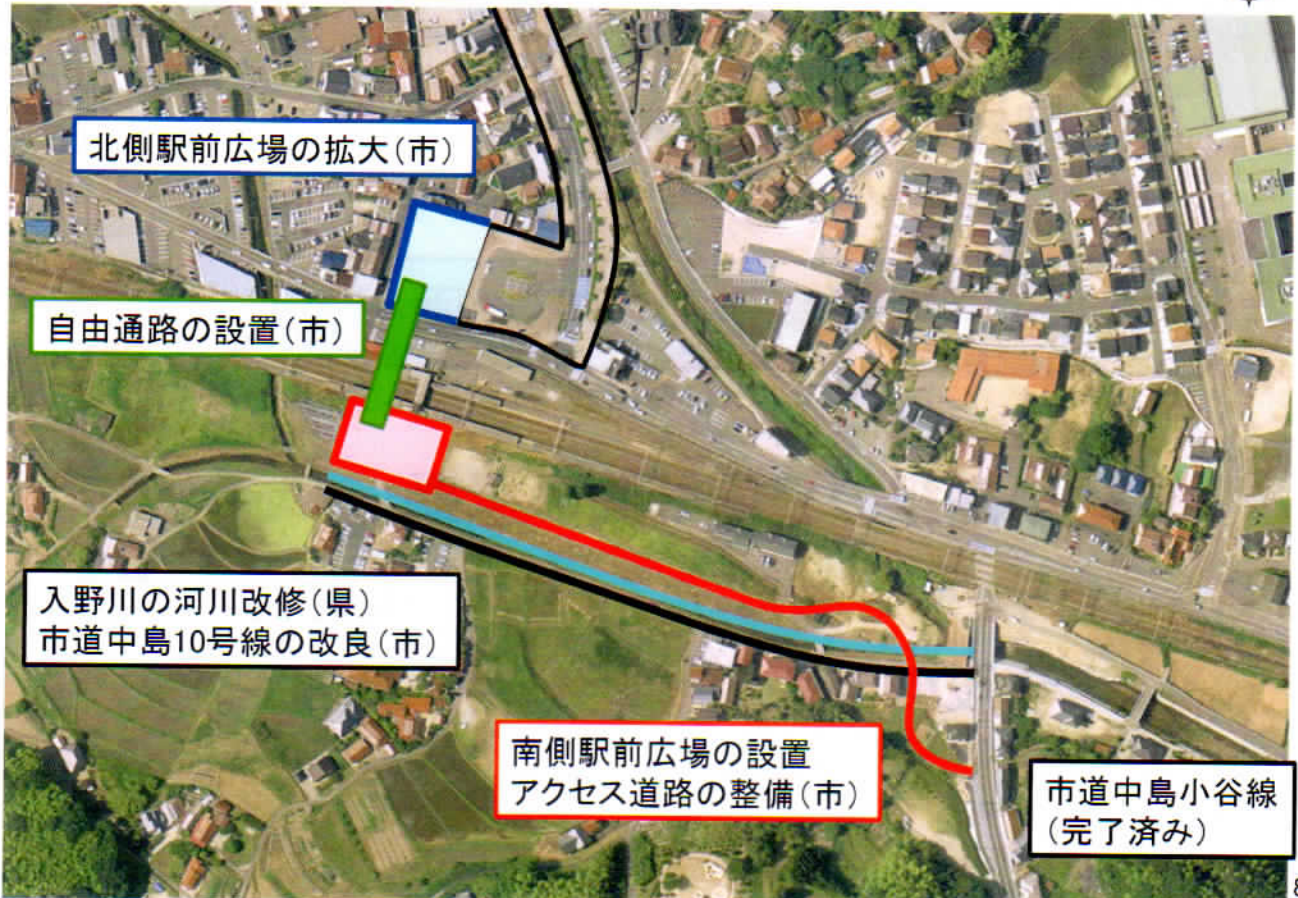 北側駅前広場の拡大(市)
自由通路の設置(市)
入野川の河川改修(県)
市道中島10号線の改良(市)
南側駅前広場の設置
アクセス道路の整備(市)
市道中島小谷線
(完了済み)